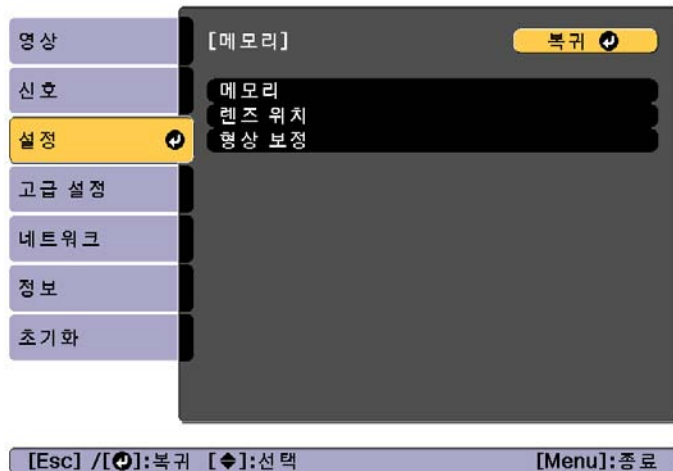 영상
신호
설정
고급 설정
네트워크
정보
초기화
[메모리]
복귀
메모리
렌즈 위치
형상 보정
[Esc] /[⏎]:복귀 [◆]:선택 [Menu]:종료